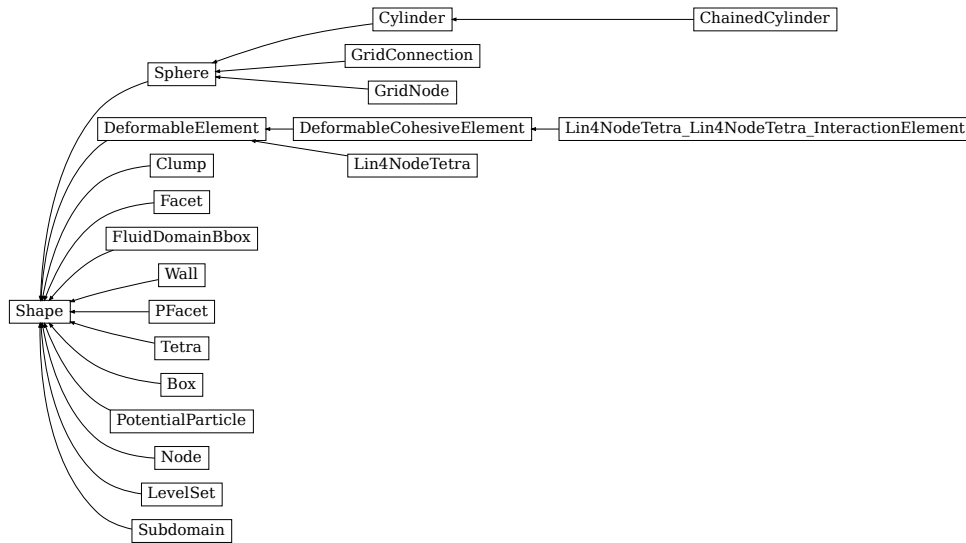 Cylinder
ChainedCylinder
GridConnection
Sphere
GridNode
DeformableElement
DeformableCohesiveElement
Lin4NodeTetra_Lin4NodeTetra_InteractionElement
Clump
Lin4NodeTetra
Facet
FluidDomainBbox
Wall
Shape
PFacet
Tetra
Box
PotentialParticle
Node
LevelSet
Subdomain